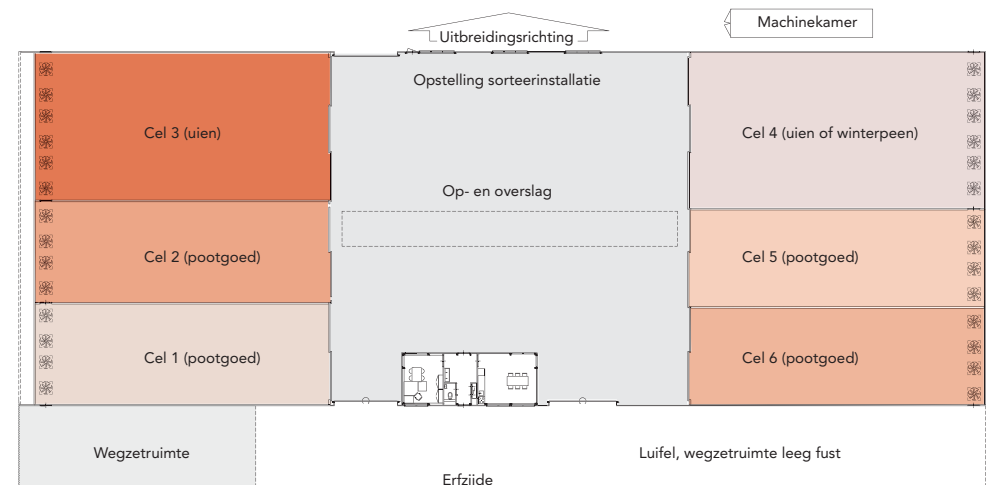 Machinekamer
Uitbreidingsrichting
Opstelling sorteerinstallatie
Cel 3 (uien)
Cel 4 (uien of winterpeen)
Op- en overslag
Cel 2 (pootgoed)
Cel 5 (pootgoed)
Cel 1 (pootgoed)
Cel 6 (pootgoed)
Wegzetruimte
Luifel, wegzetruimte leeg fust
Erfzijde